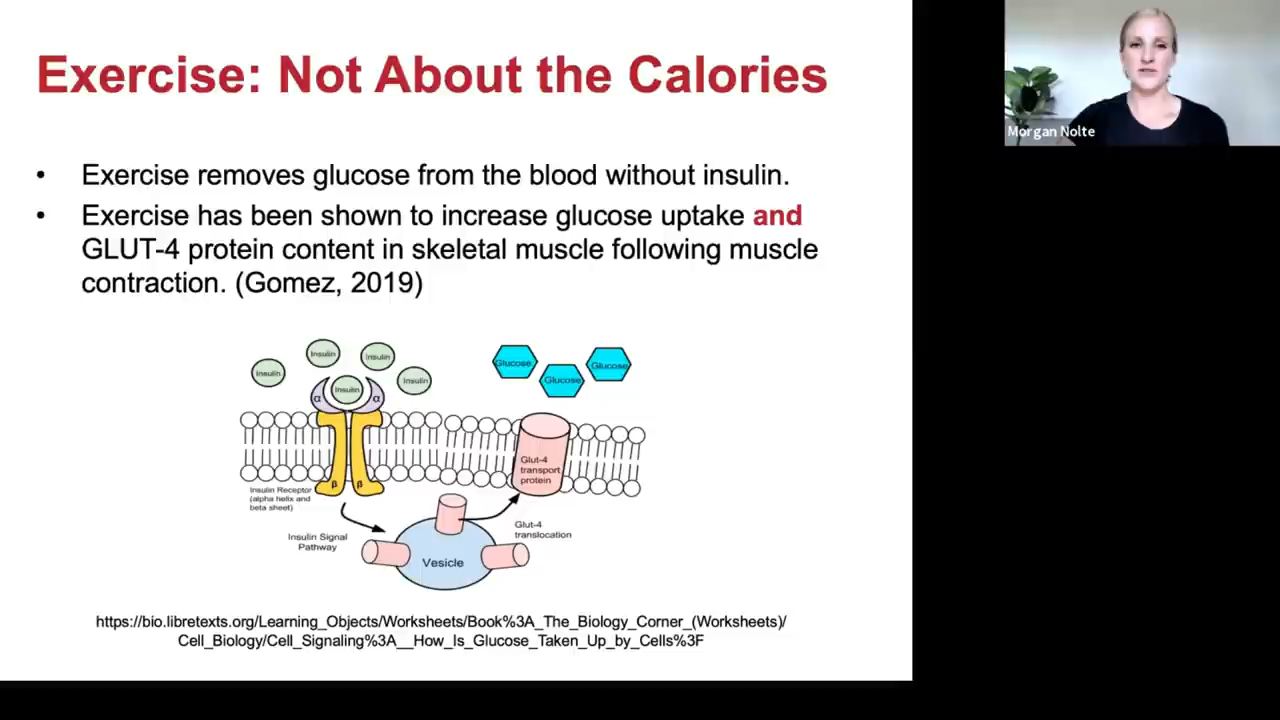 Exercise: Not About the Calories
Morgan Nolte
• Exercise removes glucose from the blood without insulin.
• Exercise has been shown to increase glucose uptake and
GLUT-4 protein content in skeletal muscle following muscle
contraction. (Gomez, 2019)
Insulin
Insulin
Insulin
Insulin
Insulin
α
α
Glucose
Glucose
Glucose
Glut-4
transport
protein
β
β
Insulin Receptor
(alpha helix and
beta sheet)
Insulin Signal
Pathway
Glut-4
translocation
Vesicle
https://bio.libretexts.org/Learning_Objects/Worksheets/Book%3A_The_Biology_Corner_(Worksheets)/
Cell_Biology/Cell_Signaling%3A__How_Is_Glucose_Taken_Up_by_Cells%3F